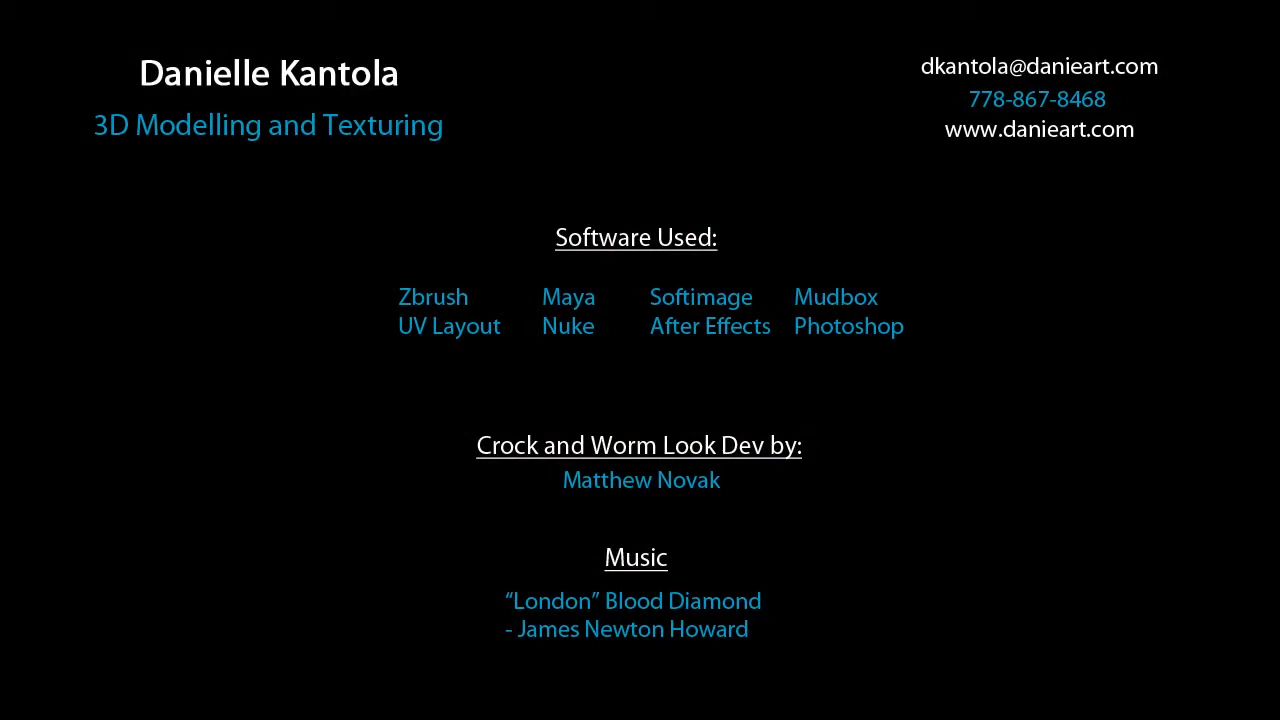 Danielle Kantola
3D Modelling and Texturing
dkantola@danieart.com
778-867-8468
www.danieart.com
Software Used:
Zbrush Maya Softimage Mudbox
UV Layout Nuke After Effects Photoshop
Crock and Worm Look Dev by:
Matthew Novak
Music
“London” Blood Diamond
- James Newton Howard